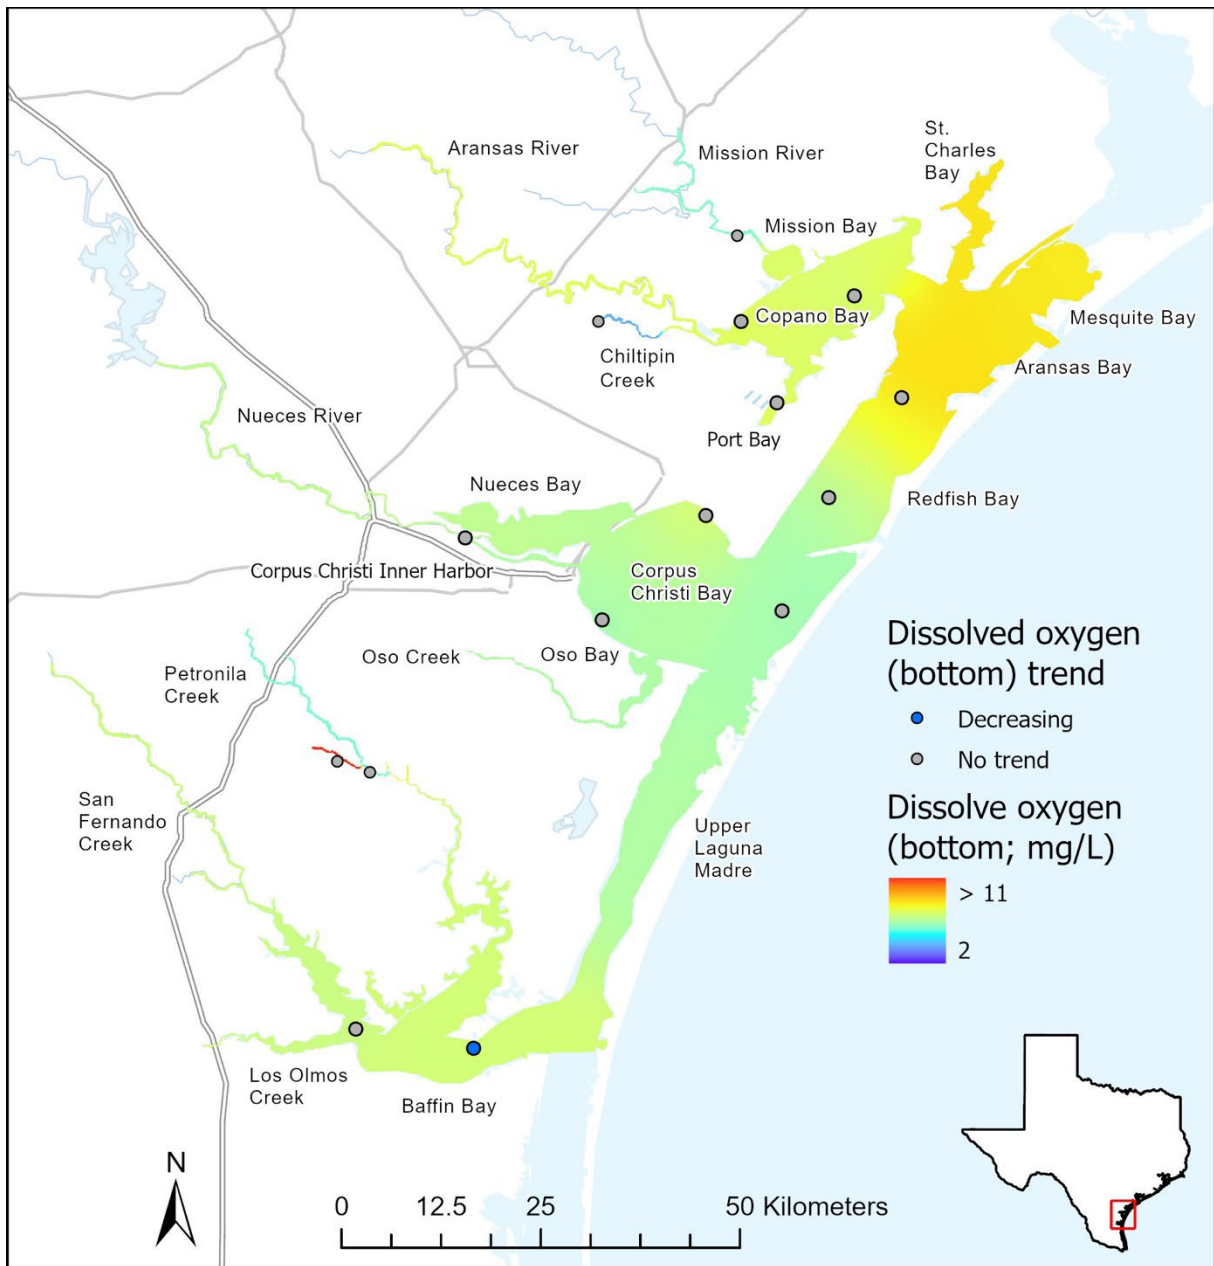 St.
Charles
Bay
Aransas River
Mission River
Mission Bay
Copano Bay
Mesquite Bay
Aransas Bay
Chiltipin
Creek
Nueces River
Port Bay
Nueces Bay
Redfish Bay
Corpus Christi Inner Harbor
Corpus
Christi Bay
Oso Creek
Oso Bay
Petronila
Creek
San
Fernando
Creek
Upper
Laguna
Madre
Los Olmos
Creek
Baffin Bay
Dissolved oxygen
(bottom) trend
Decreasing
No trend
Dissolve oxygen
(bottom; mg/L)
> 11
2
N
0 12.5 25 50 Kilometers